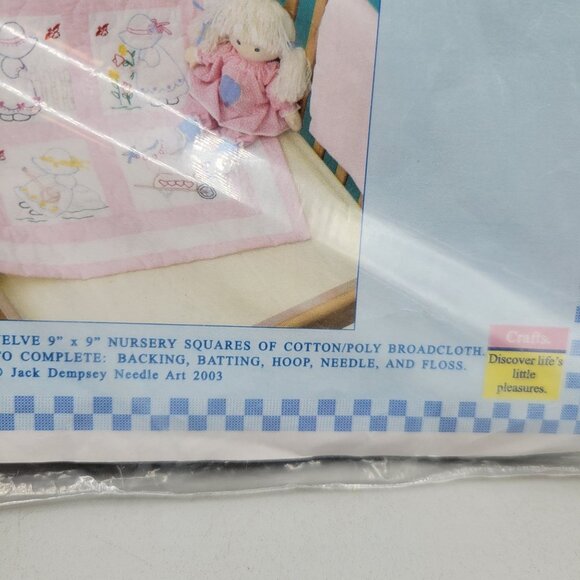 ELVE 9" x 9" NURSERY SQUARES OF COTTON/POLY BROADCLOTH.
TO COMPLETE: BACKING, BATTING, HOOP, NEEDLE, AND FLOSS.
© Jack Dempsey Needle Art 2003
Crafts.
Discover life's
little
pleasures.